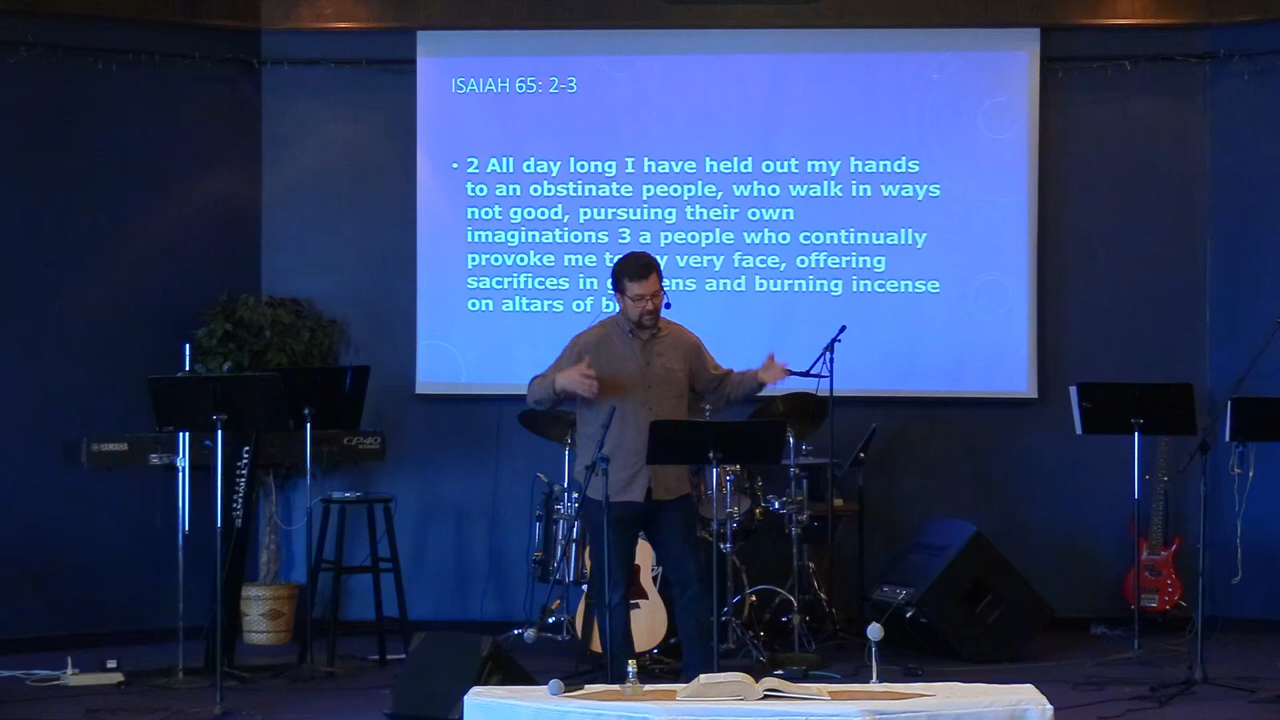 ISAIAH 65: 2-3
• 2 All day long I have held out my hands
to an obstinate people, who walk in ways
not good, pursuing their own
imaginations 3 a people who continually
provoke me very face, offering
sacrifices in and burning incense
on altars of
YAMAHA
CP40
STAGE
ULTIMATE